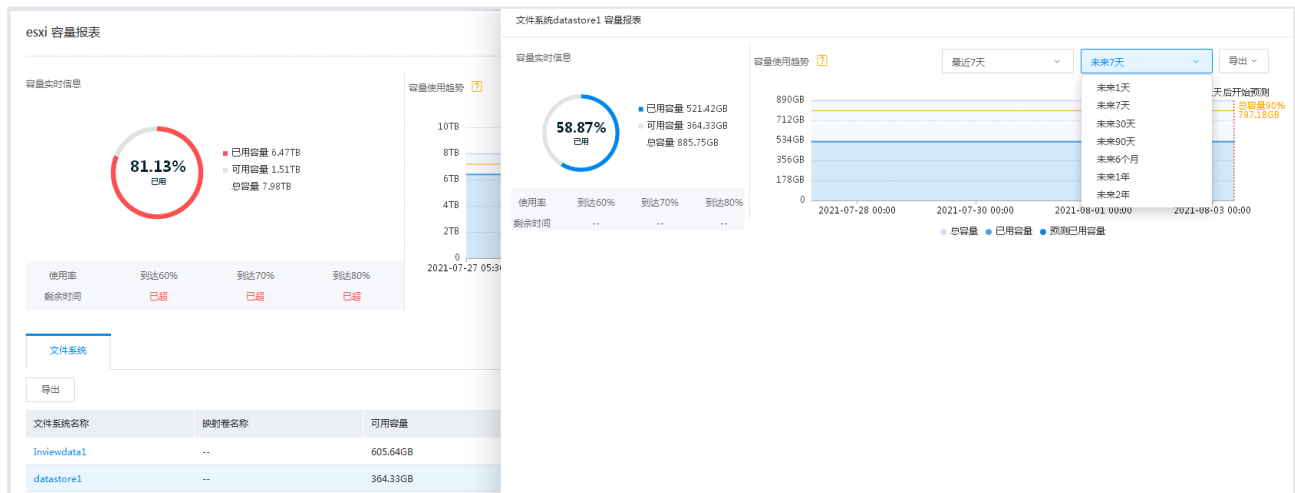 esxi 容量报表
容量实时信息
81.13%
已用
已用容量 6.47TB
可用容量 1.51TB
总容量 7.98TB
使用率 到达60% 到达70% 到达80%
剩余时间 已超 已超 已超
容量使用趋势 ?
10TB
8TB
6TB
4TB
2TB
0
文件系统
导出
文件系统名称 映射卷名称 可用容量
Inviewdata1 -- 605.64GB
datastore1 -- 364.33GB
文件系统datastore1 容量报表
容量实时信息
58.87%
已用
已用容量 521.42GB
可用容量 364.33GB
总容量 885.75GB
使用率 到达60% 到达70% 到达80%
剩余时间 -- -- --
容量使用趋势 ?
最近7天 未来7天 导出
未来1天
未来7天
未来30天
未来90天
未来6个月
未来1年
未来2年
天后开始预测
总容量90%
797.18GB
890GB
712GB
534GB
356GB
178GB
0
2021-07-28 00:00 2021-07-30 00:00 2021-08-01 00:00 2021-08-03 00:00
总容量 已用容量 预测已用容量